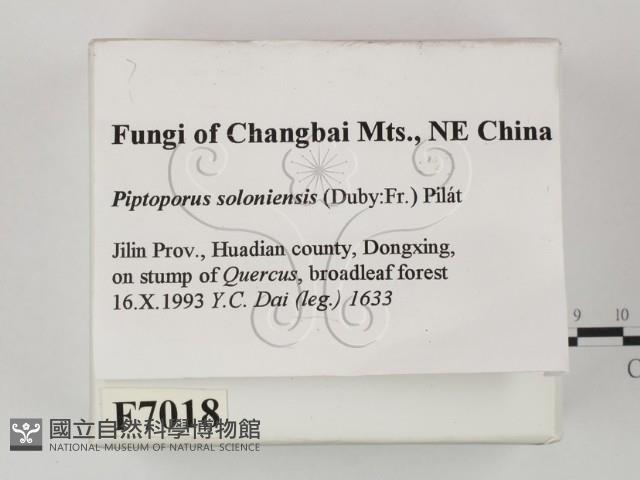 Fungi of Changbai Mts., NE China
Piptoporus soloniensis (Duby:Fr.) Pilát
Jilin Prov., Huadian county, Dongxing,
on stump of Quercus, broadleaf forest
16.X.1993 Y.C. Dai (leg.) 1633
9 10
C
F7018
國立自然科學博物館
NATIONAL MUSEUM OF NATURAL SCIENCE